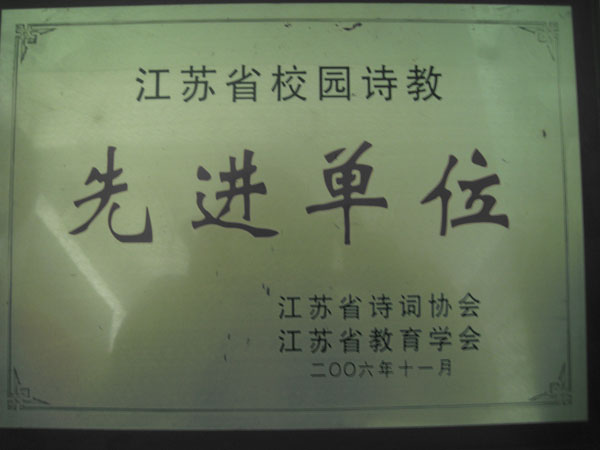 江苏省校园诗教
先进单位
江苏省诗词协会
江苏省教育学会
二〇〇六年十一月